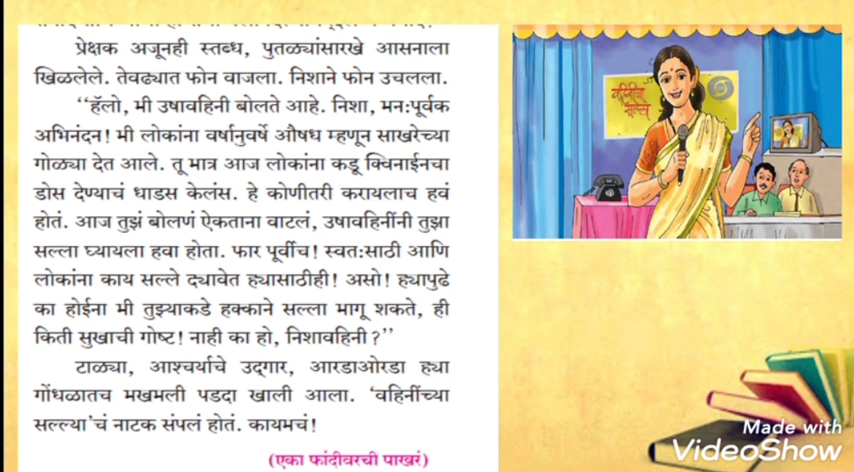 प्रेक्षक अजूनही स्तब्ध, पुतळ्यांसारखे आसनाला
खिळलेले. तेवढ्यात फोन वाजला. निशाने फोन उचलला.
‘‘हॅलो, मी उषावहिनी बोलते आहे. निशा, मन:पूर्वक
अभिनंदन! मी लोकांना वर्षानुवर्षे औषध म्हणून साखरेच्या
गोळ्या देत आले. तू मात्र आज लोकांना कडू क्विनाईनचा
डोस देण्याचं धाडस केलंस. हे कोणीतरी करायलाच हवं
होतं. आज तुझं बोलणं ऐकताना वाटलं, उषावहिनींनी तुझा
सल्ला घ्यायला हवा होता. फार पूर्वीच! स्वत:साठी आणि
लोकांना काय सल्ले द्यावेत ह्यासाठीही! असो! ह्यापुढे
का होईना मी तुझ्याकडे हक्काने सल्ला मागू शकते, ही
किती सुखाची गोष्ट! नाही का हो, निशावहिनी?’’
टाळ्या, आश्चर्याचे उद्‌गार, आरडाओरडा ह्या
गोंधळातच मखमली पडदा खाली आला. ‘वहिनींच्या
सल्ल्या’चं नाटक संपलं होतं. कायमचं!
(एका फांदीवरची पाखरं)
वहिनींचा
सल्ला
Made with
VideoShow